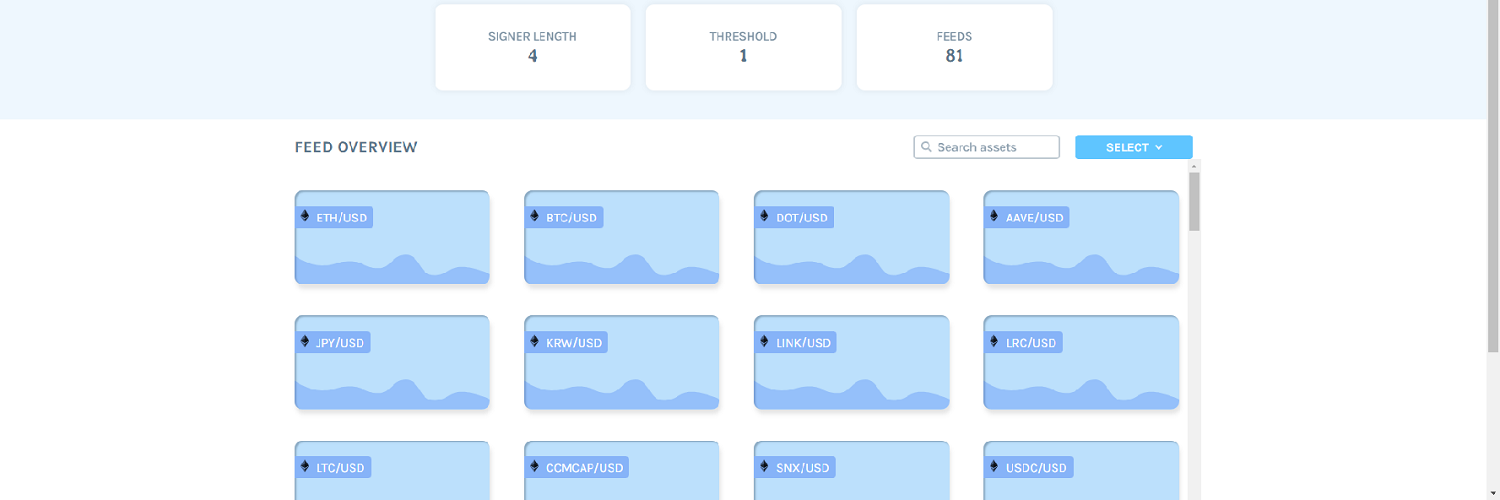 SIGNER LENGTH
4
THRESHOLD
1
FEEDS
81
FEED OVERVIEW
Search assets
SELECT
ETH/USD
BTC/USD
DOT/USD
AAVE/USD
JPY/USD
KRW/USD
LINK/USD
LRC/USD
LTC/USD
CCMCAP/USD
SNX/USD
USDC/USD